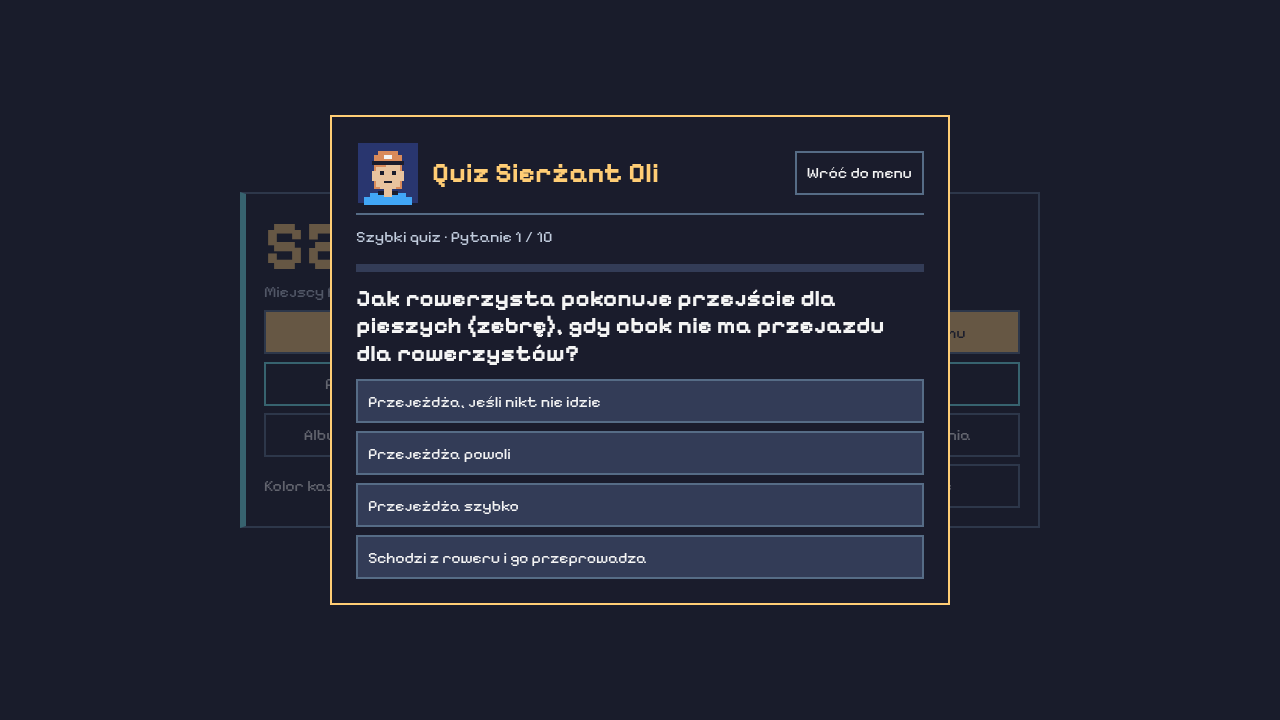 Quiz Sierżant Oli
Wróć do menu
Szybki quiz · Pytanie 1 / 10
Jak rowerzysta pokonuje przejście dla
pieszych (zebrę), gdy obok nie ma przejazdu
dla rowerzystów?
Przejeżdża, jeśli nikt nie idzie
Przejeżdża powoli
Przejeżdża szybko
Schodzi z roweru i go przeprowadza
Miejscy
Kolor